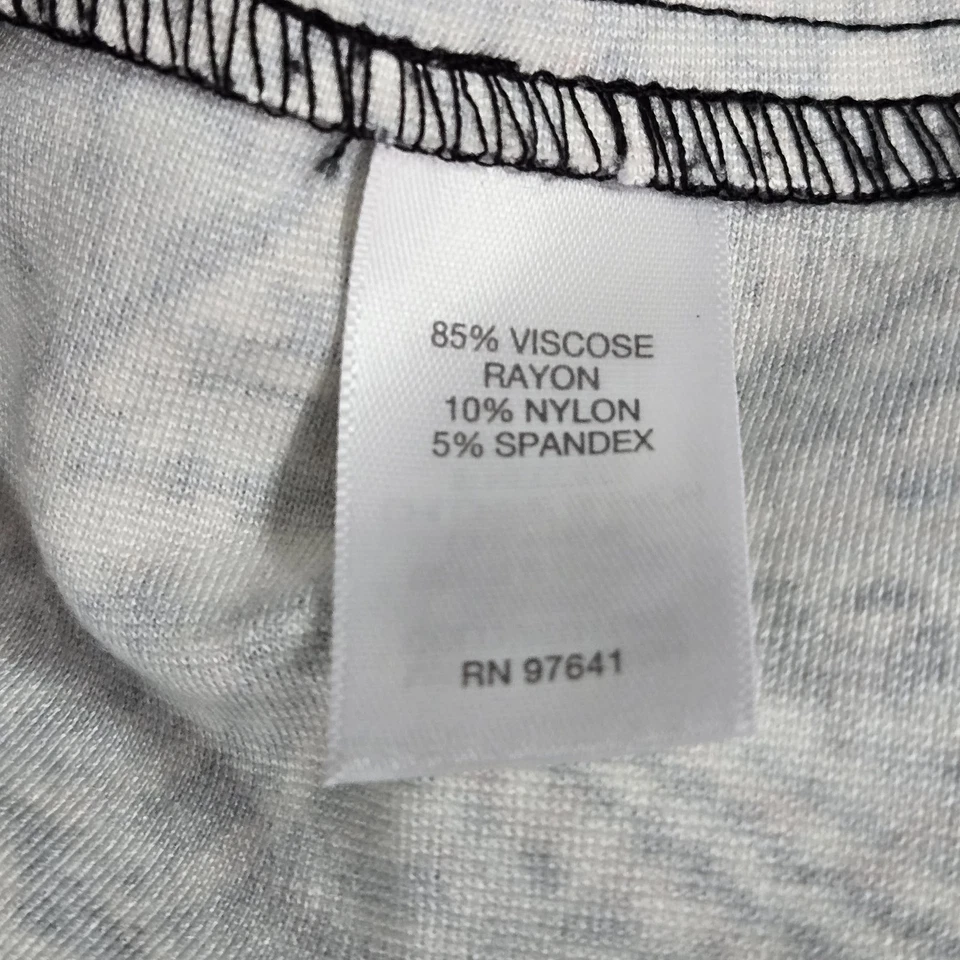 85% VISCOSE
RAYON
10% NYLON
5% SPANDEX
RN 97641